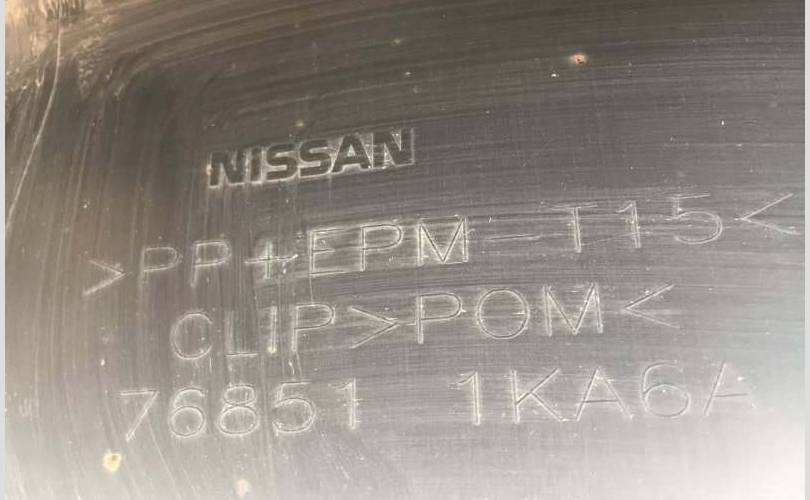 NISSAN
>PP+EPM-T15<
CLIP>POM<
76851 1KA6A